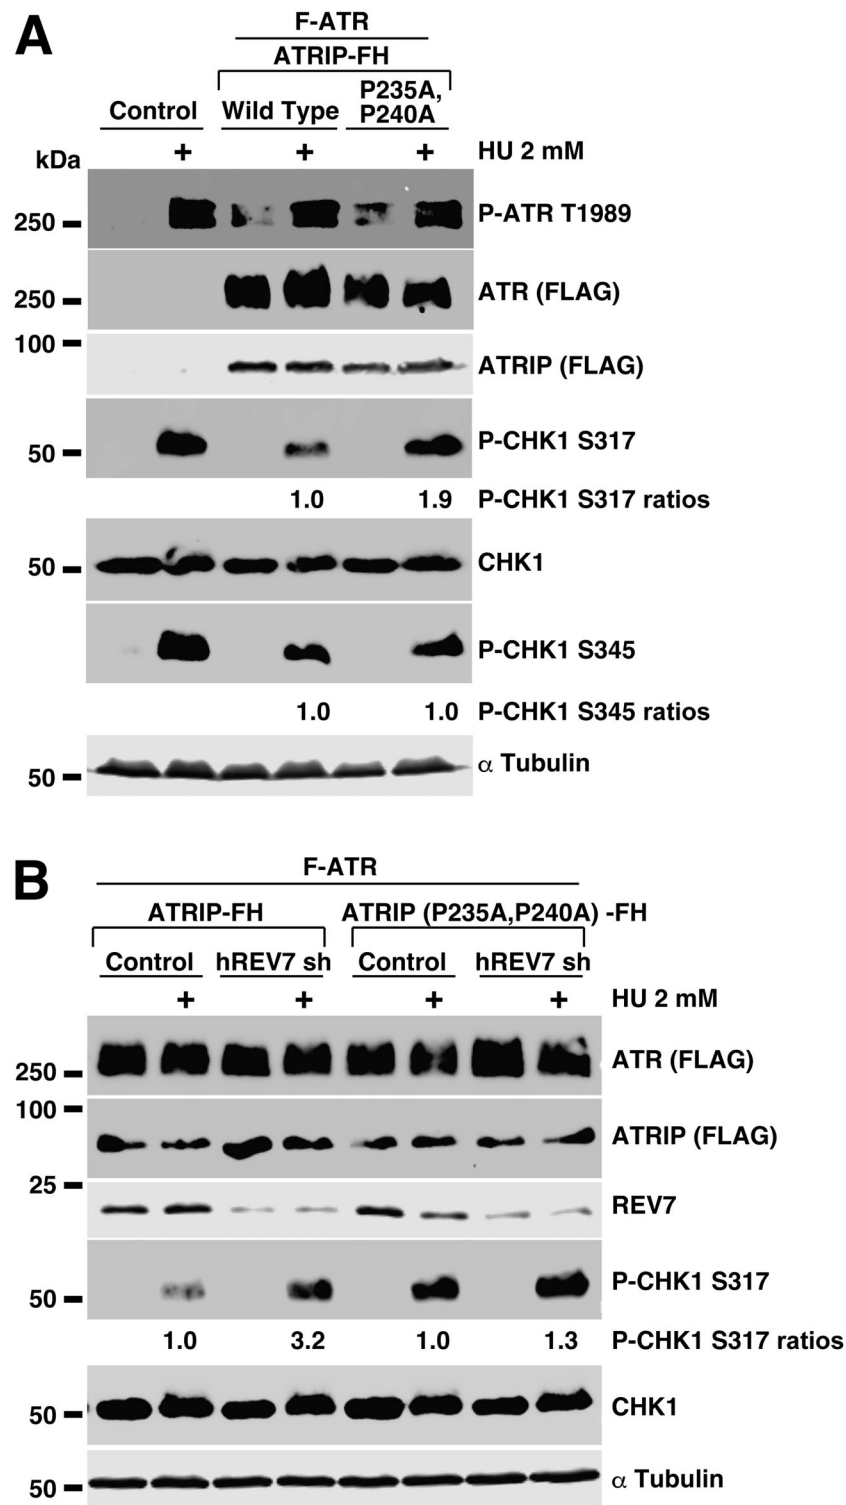 A
F-ATR
ATRIP-FH
Control Wild Type P235A, P240A
+ + + HU 2 mM
kDa
250 P-ATR T1989
250 ATR (FLAG)
100
ATRIP (FLAG)
50 P-CHK1 S317
1.0 1.9 P-CHK1 S317 ratios
50 CHK1
P-CHK1 S345
1.0 1.0 P-CHK1 S345 ratios
50 α Tubulin
B
F-ATR
ATRIP-FH ATRIP (P235A,P240A) -FH
Control hREV7 sh Control hREV7 sh
+ + + + HU 2 mM
250 ATR (FLAG)
100
ATRIP (FLAG)
25
REV7
50 P-CHK1 S317
1.0 3.2 1.0 1.3 P-CHK1 S317 ratios
50 CHK1
50 α Tubulin